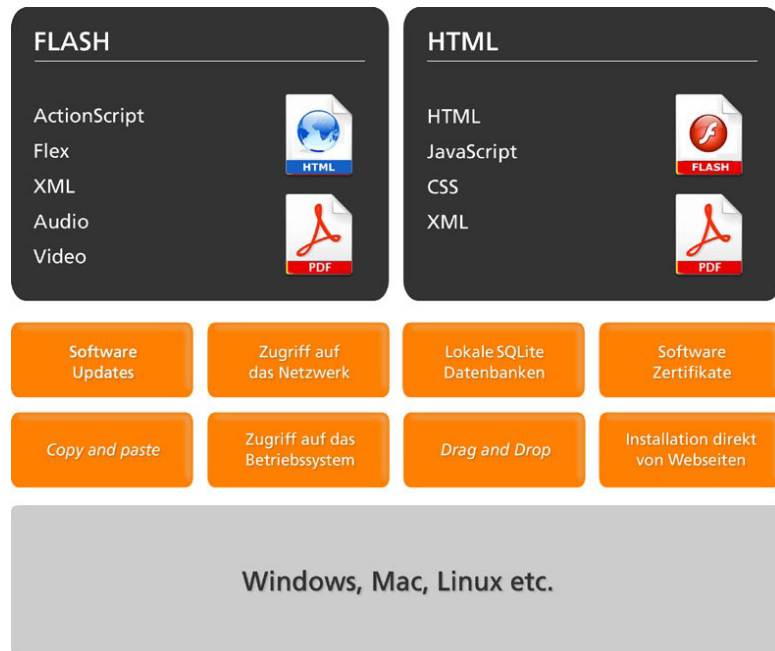 FLASH
ActionScript
Flex
XML
Audio
Video
HTML
PDF
HTML
HTML
JavaScript
CSS
XML
FLASH
PDF
Software
Updates
Zugriff auf
das Netzwerk
Lokale SQLite
Datenbanken
Software
Zertifikate
Copy and paste
Zugriff auf das
Betriebssystem
Drag and Drop
Installation direkt
von Webseiten
Windows, Mac, Linux etc.